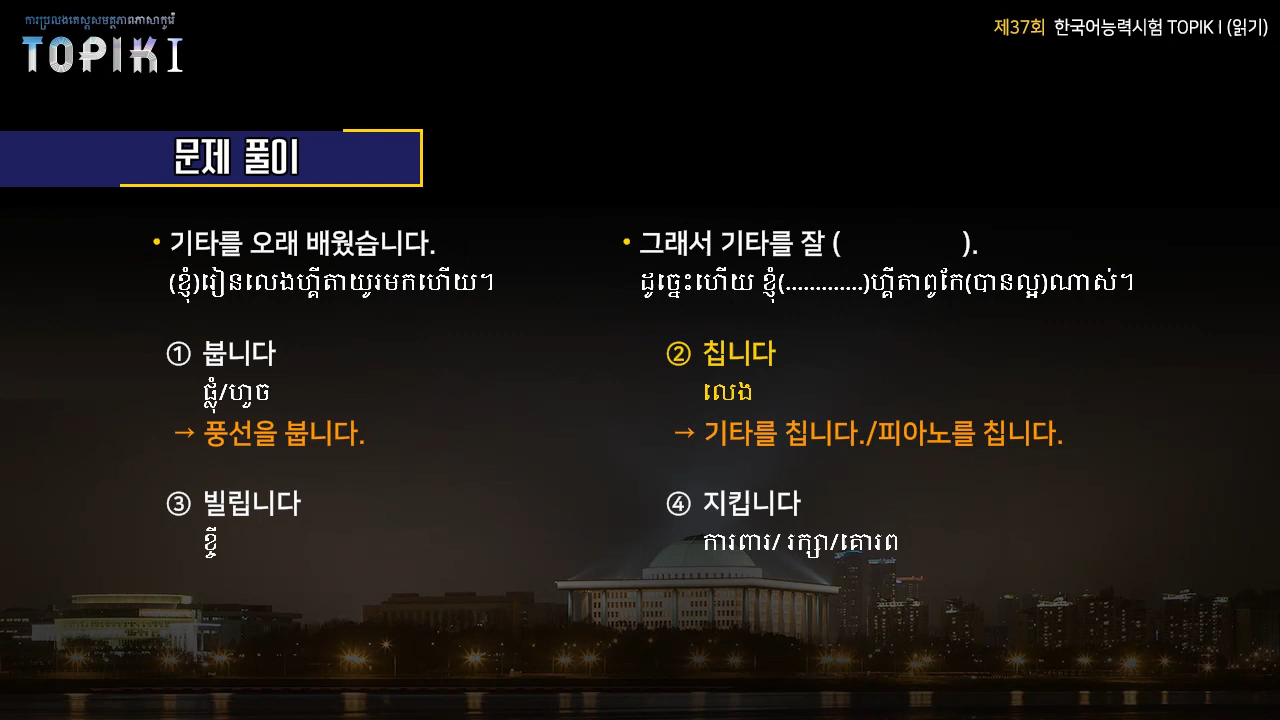 ការប្រលងតេស្តសមត្ថភាពភាសាកូរ៉េ
TOPIK I
제37회 한국어능력시험 TOPIK I (읽기)
문제 풀이
• 기타를 오래 배웠습니다.
(ខ្ញុំ)រៀនលេងហ្គីតាយូរមកហើយ។
• 그래서 기타를 잘 ( ).
ដូច្នេះហើយ ខ្ញុំ(.............)ហ្គីតាពូកែ(បានល្អ)ណាស់។
① 붑니다
ផ្លុំ/ហួច
→ 풍선을 붑니다.
② 칩니다
លេង
→ 기타를 칩니다./피아노를 칩니다.
③ 빌립니다
ខ្ចី
④ 지킵니다
ការពារ/ រក្សា/គោរព